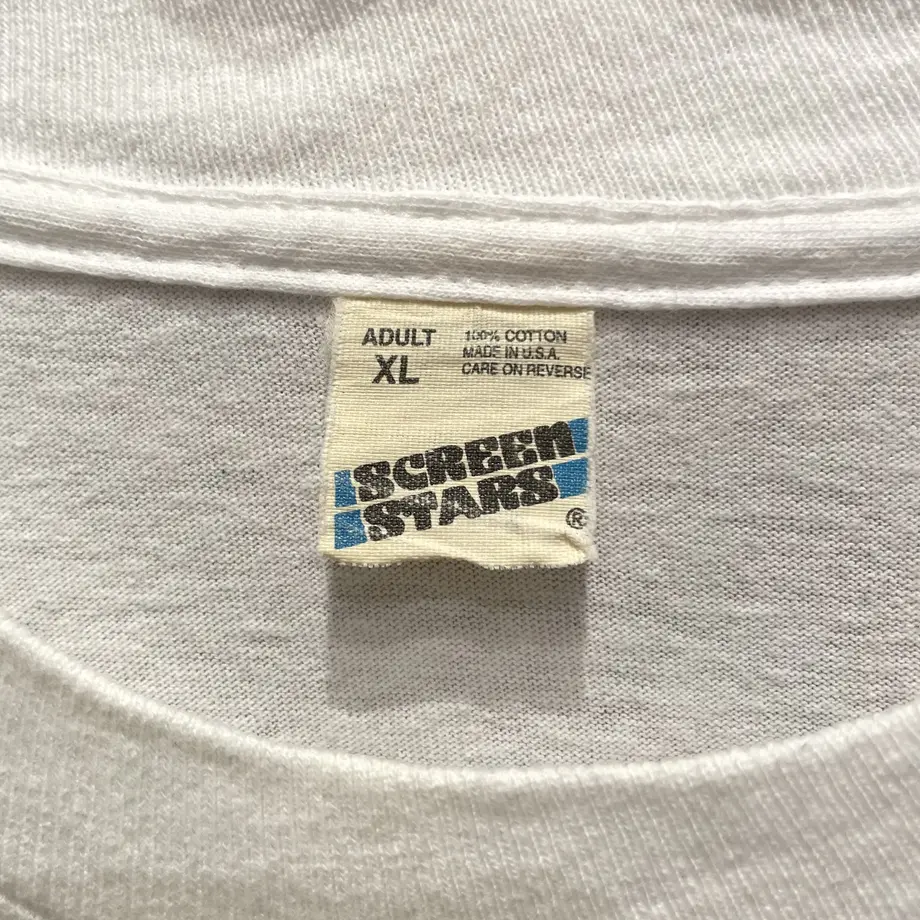 ADULT
XL
100% COTTON
MADE IN U.S.A.
CARE ON REVERSE
SCREEN
STARS
®